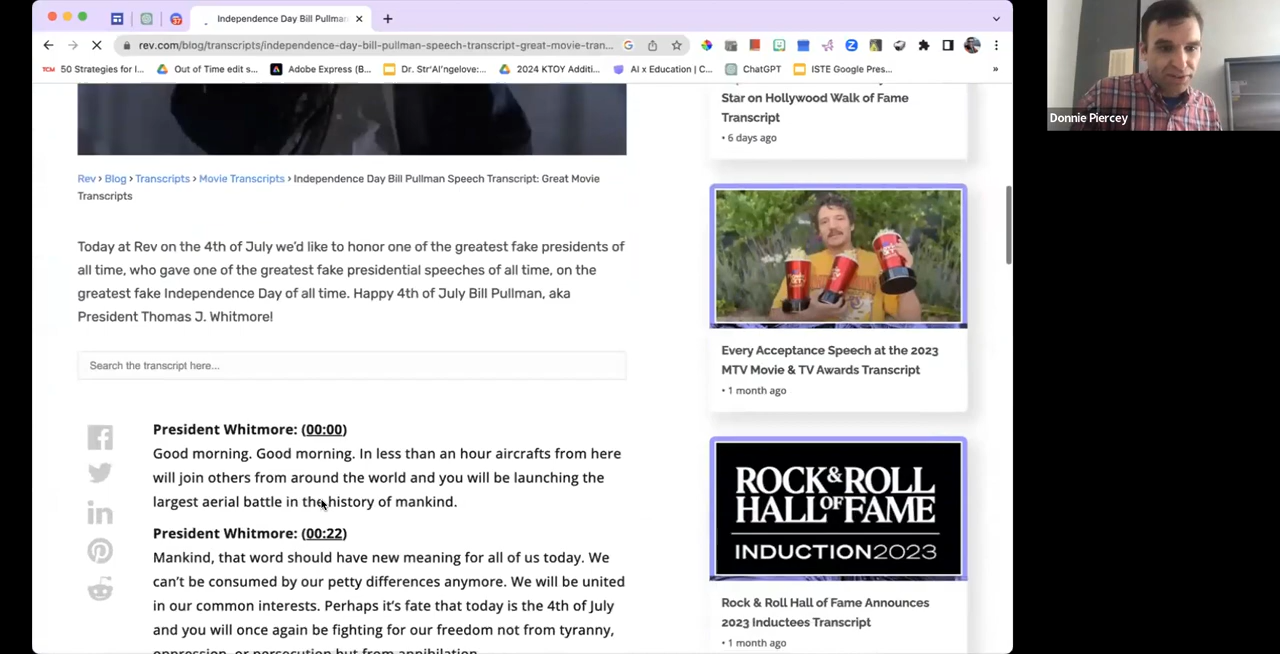 Independence Day Bill Pullman
rev.com/blog/transcripts/independence-day-bill-pullman-speech-transcript-great-movie-tran...
50 Strategies for I...
Out of Time edit s...
Adobe Express (B...
Dr. Str'Al'ngelove:...
2024 KTOY Additi...
AI x Education | C...
ChatGPT
ISTE Google Pres...
»
Donnie Piercey
Star on Hollywood Walk of Fame
Transcript
• 6 days ago
Rev › Blog › Transcripts › Movie Transcripts › Independence Day Bill Pullman Speech Transcript: Great Movie
Transcripts
Today at Rev on the 4th of July we'd like to honor one of the greatest fake presidents of
all time, who gave one of the greatest fake presidential speeches of all time, on the
greatest fake Independence Day of all time. Happy 4th of July Bill Pullman, aka
President Thomas J. Whitmore!
Search the transcript here...
Every Acceptance Speech at the 2023
MTV Movie & TV Awards Transcript
• 1 month ago
President Whitmore: (00:00)
Good morning. Good morning. In less than an hour aircrafts from here
will join others from around the world and you will be launching the
largest aerial battle in the history of mankind.
President Whitmore: (00:22)
Mankind, that word should have new meaning for all of us today. We
can't be consumed by our petty differences anymore. We will be united
in our common interests. Perhaps it's fate that today is the 4th of July
and you will once again be fighting for our freedom not from tyranny,
oppression, or persecution but from annihilation.
ROCK & ROLL
HALL OF FAME
INDUCTION 2023
Rock & Roll Hall of Fame Announces
2023 Inductees Transcript
• 1 month ago